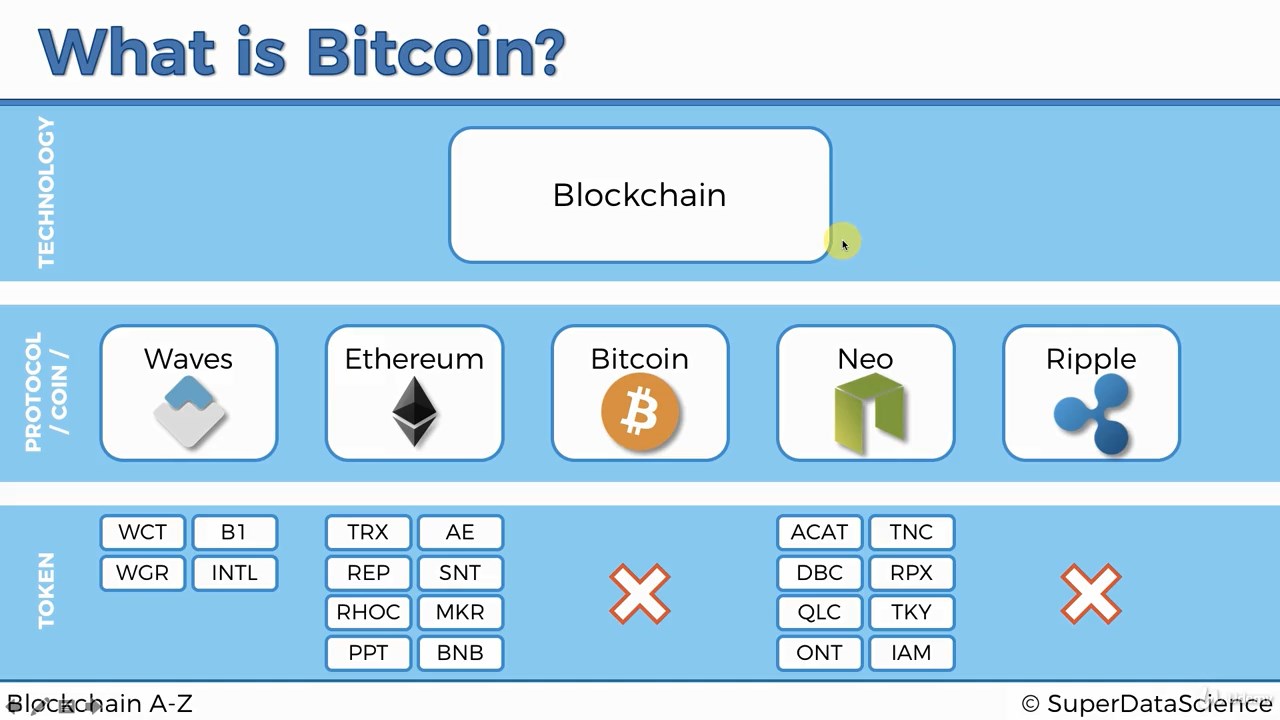 What is Bitcoin?
TECHNOLOGY
Blockchain
PROTOCOL
/ COIN /
Waves
Ethereum
Bitcoin
Neo
Ripple
TOKEN
WCT B1
WGR INTL
TRX AE
REP SNT
RHOC MKR
PPT BNB
ACAT TNC
DBC RPX
QLC TKY
ONT IAM
Blockchain A-Z
© SuperDataScience